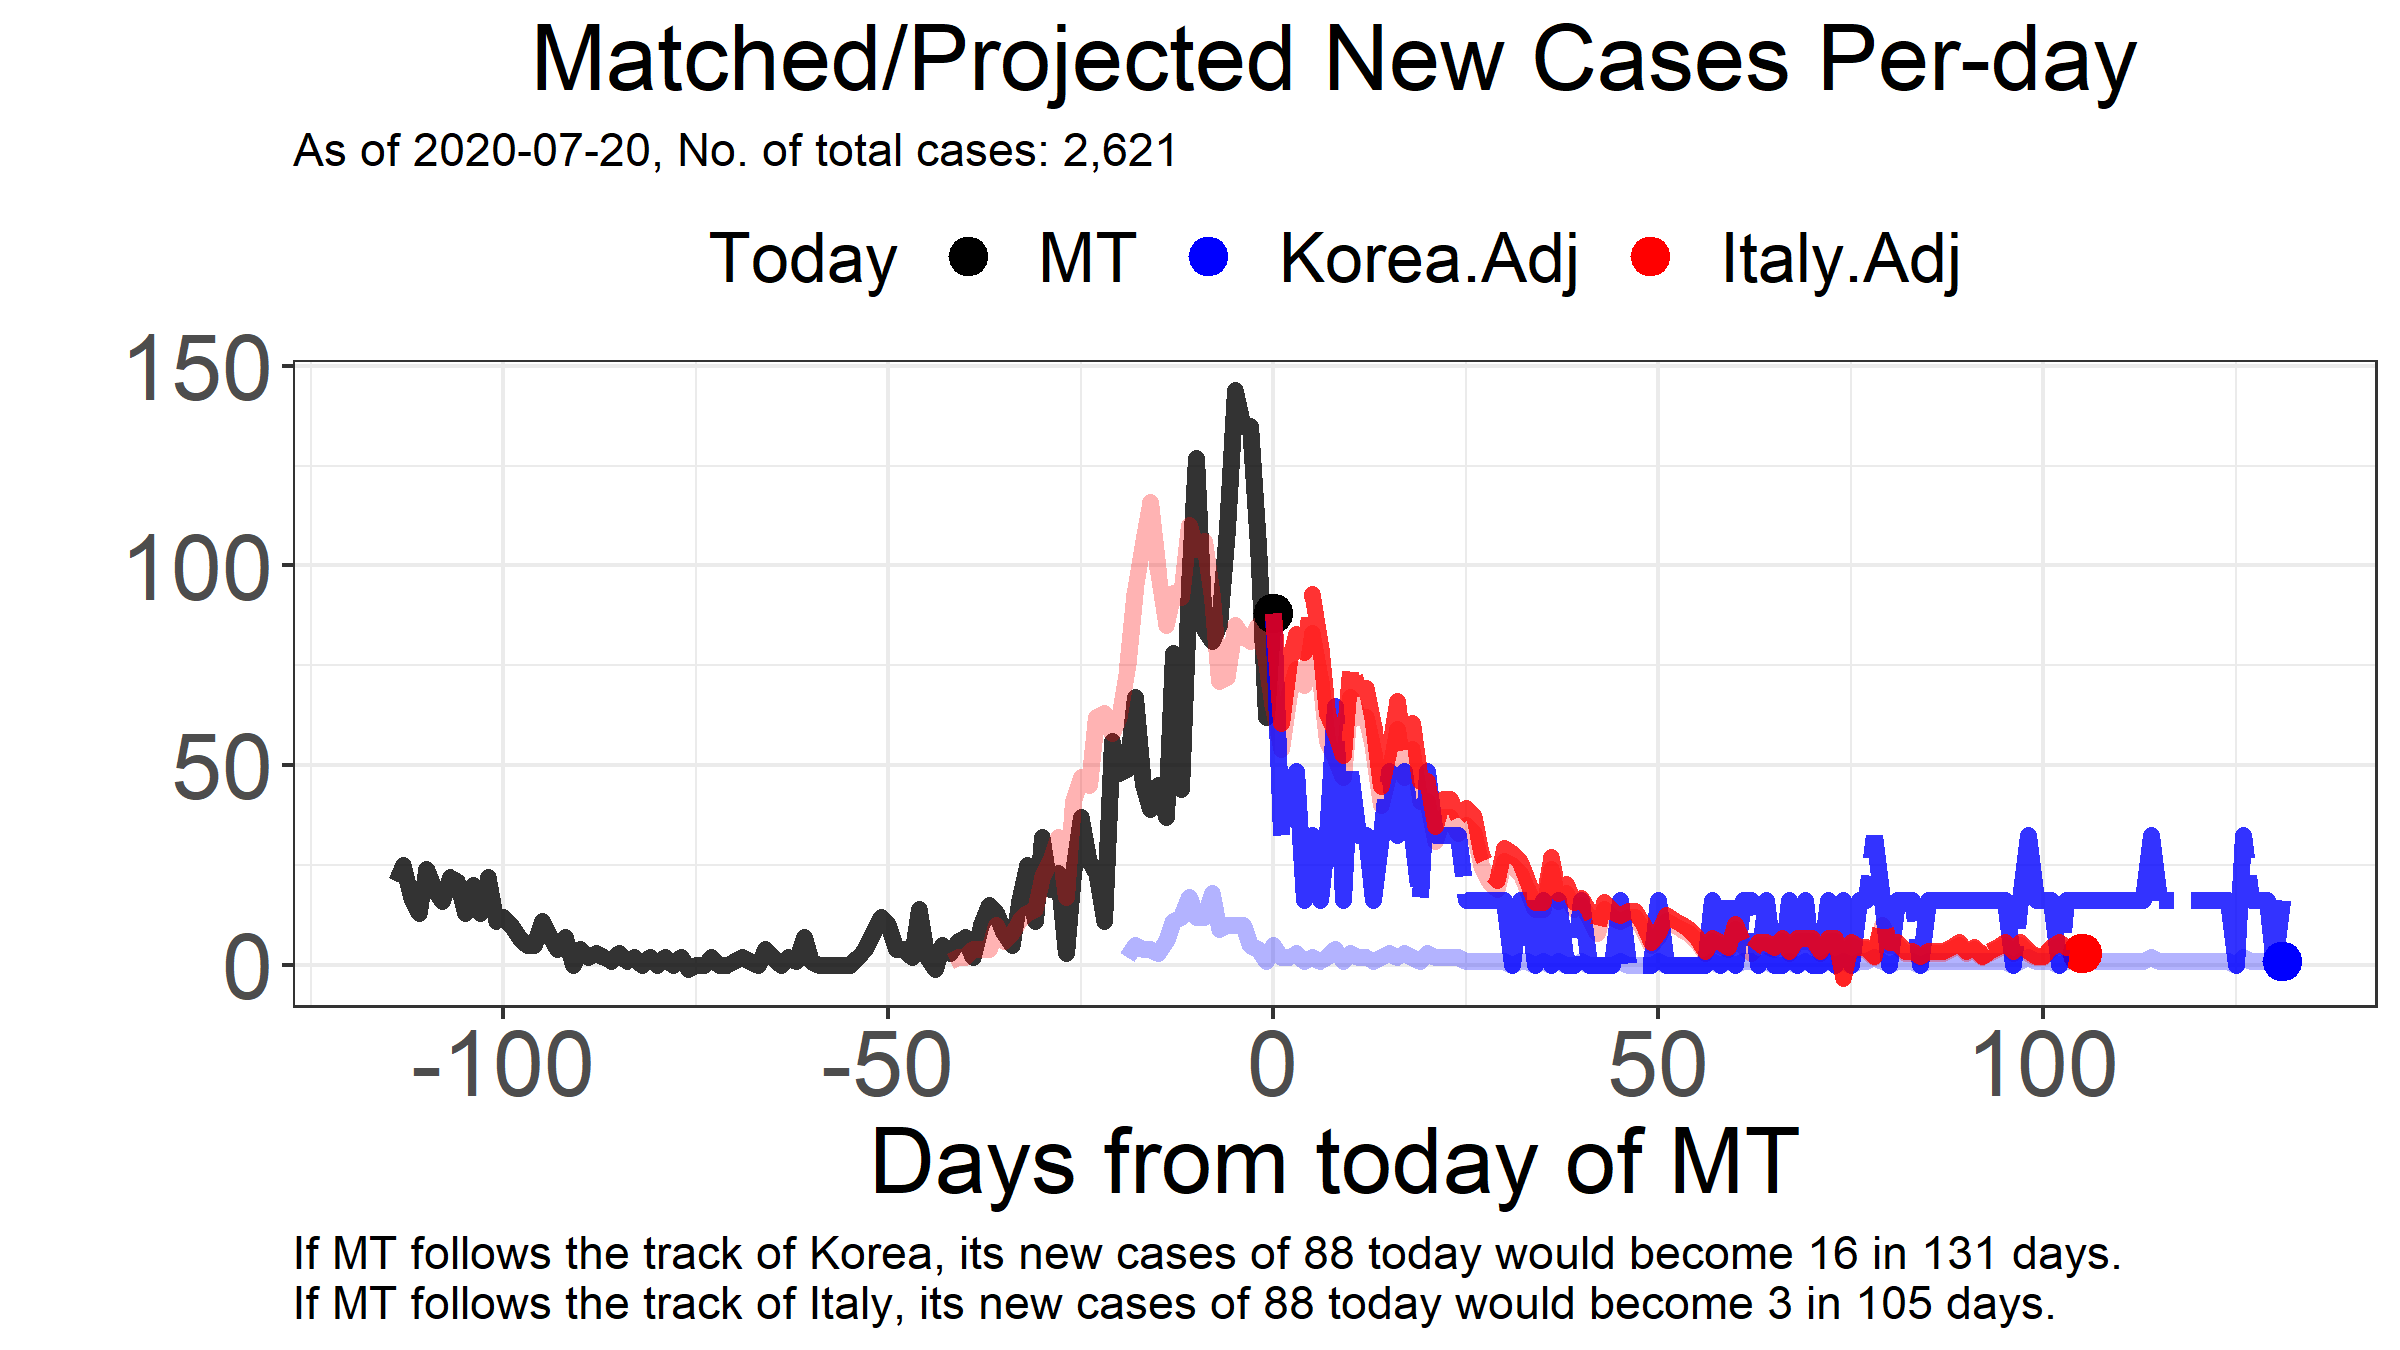 Matched/Projected New Cases Per-day
As of 2020-07-20, No. of total cases: 2,621
Today MT Korea.Adj Italy.Adj
150
100
50
0
-100 -50 0 50 100
Days from today of MT
If MT follows the track of Korea, its new cases of 88 today would become 16 in 131 days.
If MT follows the track of Italy, its new cases of 88 today would become 3 in 105 days.